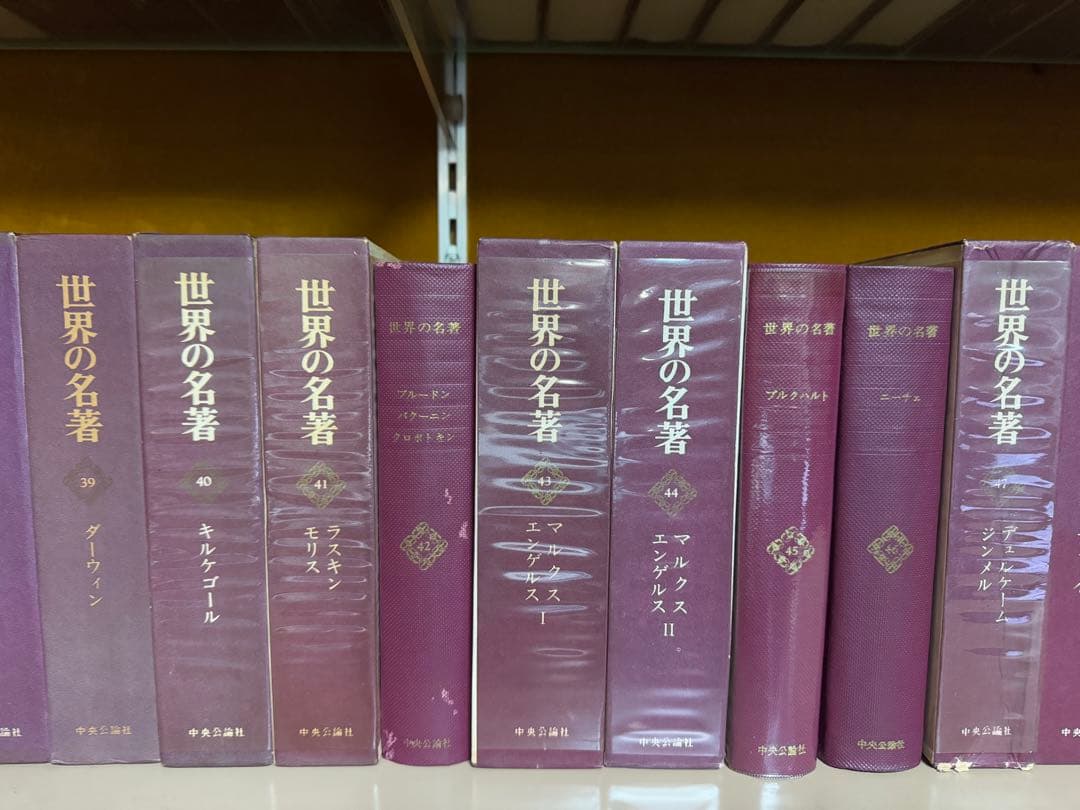 論社
世界の名著
39
ダーウィン
中央公論社
世界の名著
40
キルケゴール
中央公論社
世界の名著
41
ラスキン
モリス
中央公論社
世界の名著
プルードン
バクーニン
クロポトキン
42
中央公論社
世界の名著
43
マルクス
エンゲルス I
中央公論社
世界の名著
44
マルクス
エンゲルス II
中央公論社
世界の名著
ブルクハルト
45
中央公論社
世界の名著
ニーチェ
46
中央公論社
世界の名著
47
デュルケーム
ジンメル
中央公論社